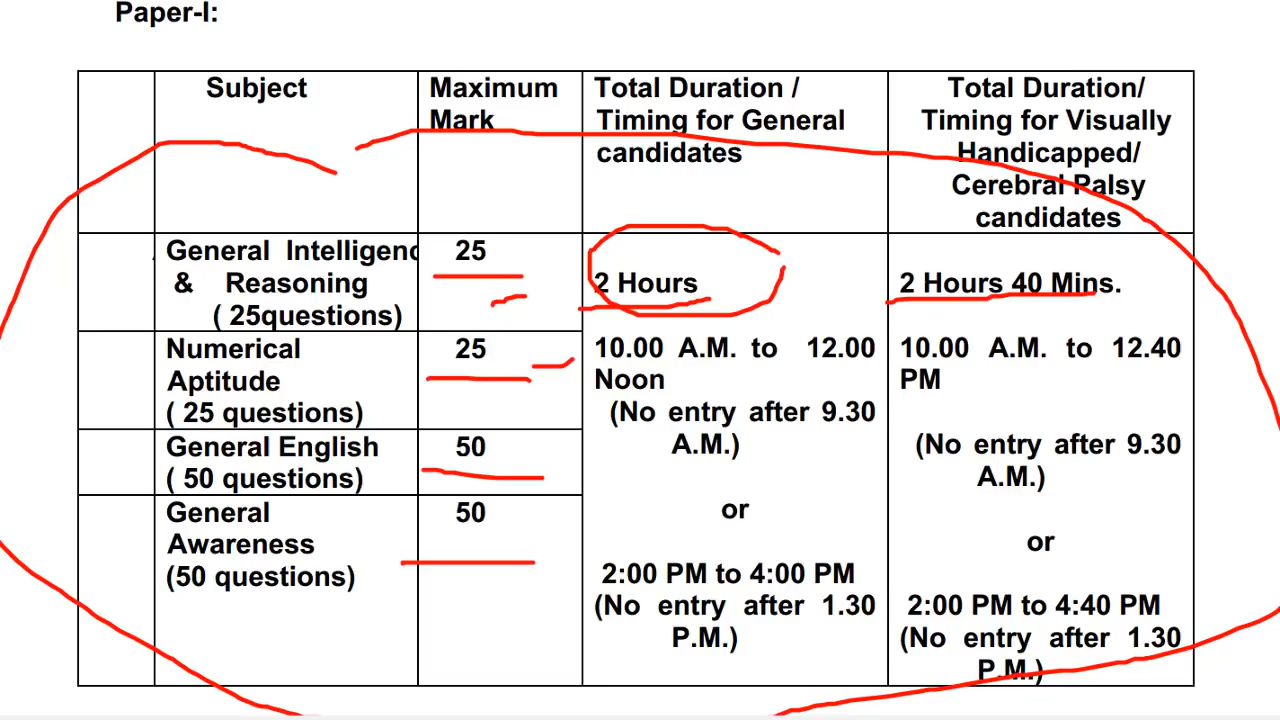 Paper-I:
Subject
Maximum
Mark
Total Duration /
Timing for General
candidates
Total Duration/
Timing for Visually
Handicapped/
Cerebral Palsy
candidates
General Intelligenc
& Reasoning
( 25questions)
25
Numerical
Aptitude
( 25 questions)
25
General English
( 50 questions)
50
General
Awareness
(50 questions)
50
2 Hours
10.00 A.M. to 12.00
Noon
(No entry after 9.30
A.M.)
or
2:00 PM to 4:00 PM
(No entry after 1.30
P.M.)
2 Hours 40 Mins.
10.00 A.M. to 12.40
PM
(No entry after 9.30
A.M.)
or
2:00 PM to 4:40 PM
(No entry after 1.30
P.M.)